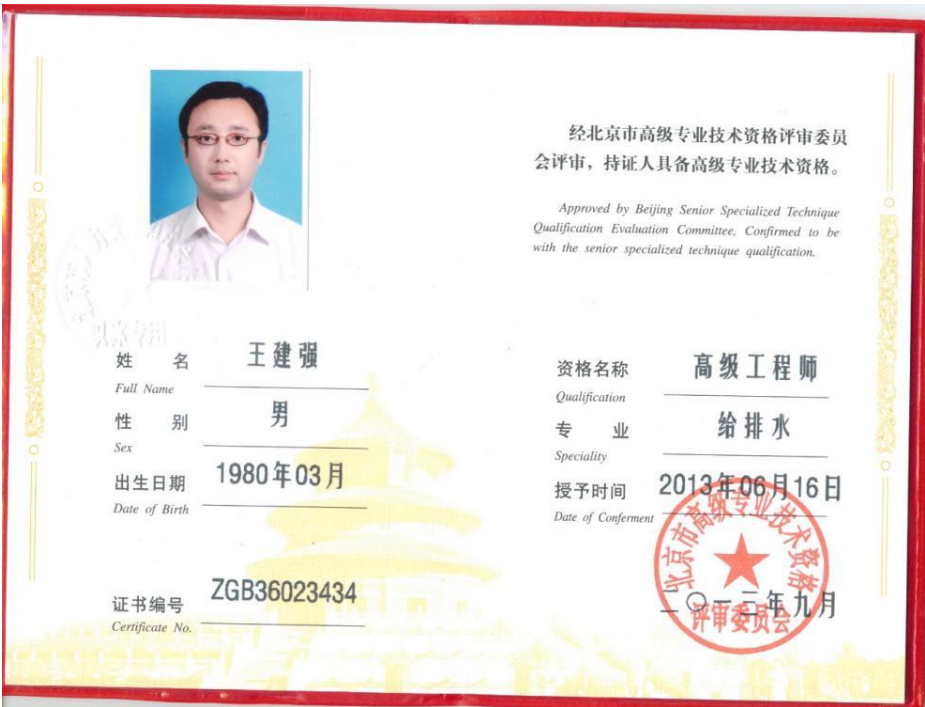 经北京市高级专业技术资格评审委员
会评审，持证人具备高级专业技术资格。
Approved by Beijing Senior Specialized Technique
Qualification Evaluation Committee, Confirmed to be
with the senior specialized technique qualification.
姓 名 王建强
Full Name
性 别 男
Sex
出生日期 1980年03月
Date of Birth
证书编号 ZGB36023434
Certificate No.
资格名称 高级工程师
Qualification
专 业 给排水
Speciality
授予时间 2013年06月16日
Date of Conferment
北京市高级专业技术资格
评审委员会
二〇一三年九月